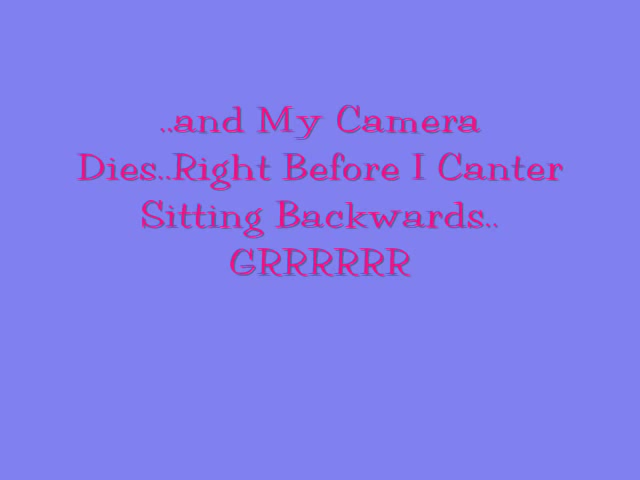 ..and My Camera
Dies..Right Before I Canter
Sitting Backwards..
GRRRRRR